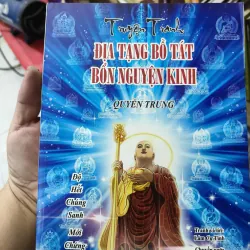 Truyện Tranh
ĐỊA TẠNG BỒ TÁT
BỔN NGUYỆN KINH
QUYỂN TRUNG
Độ
Hết
Chúng
Sanh
Mới
Chứng